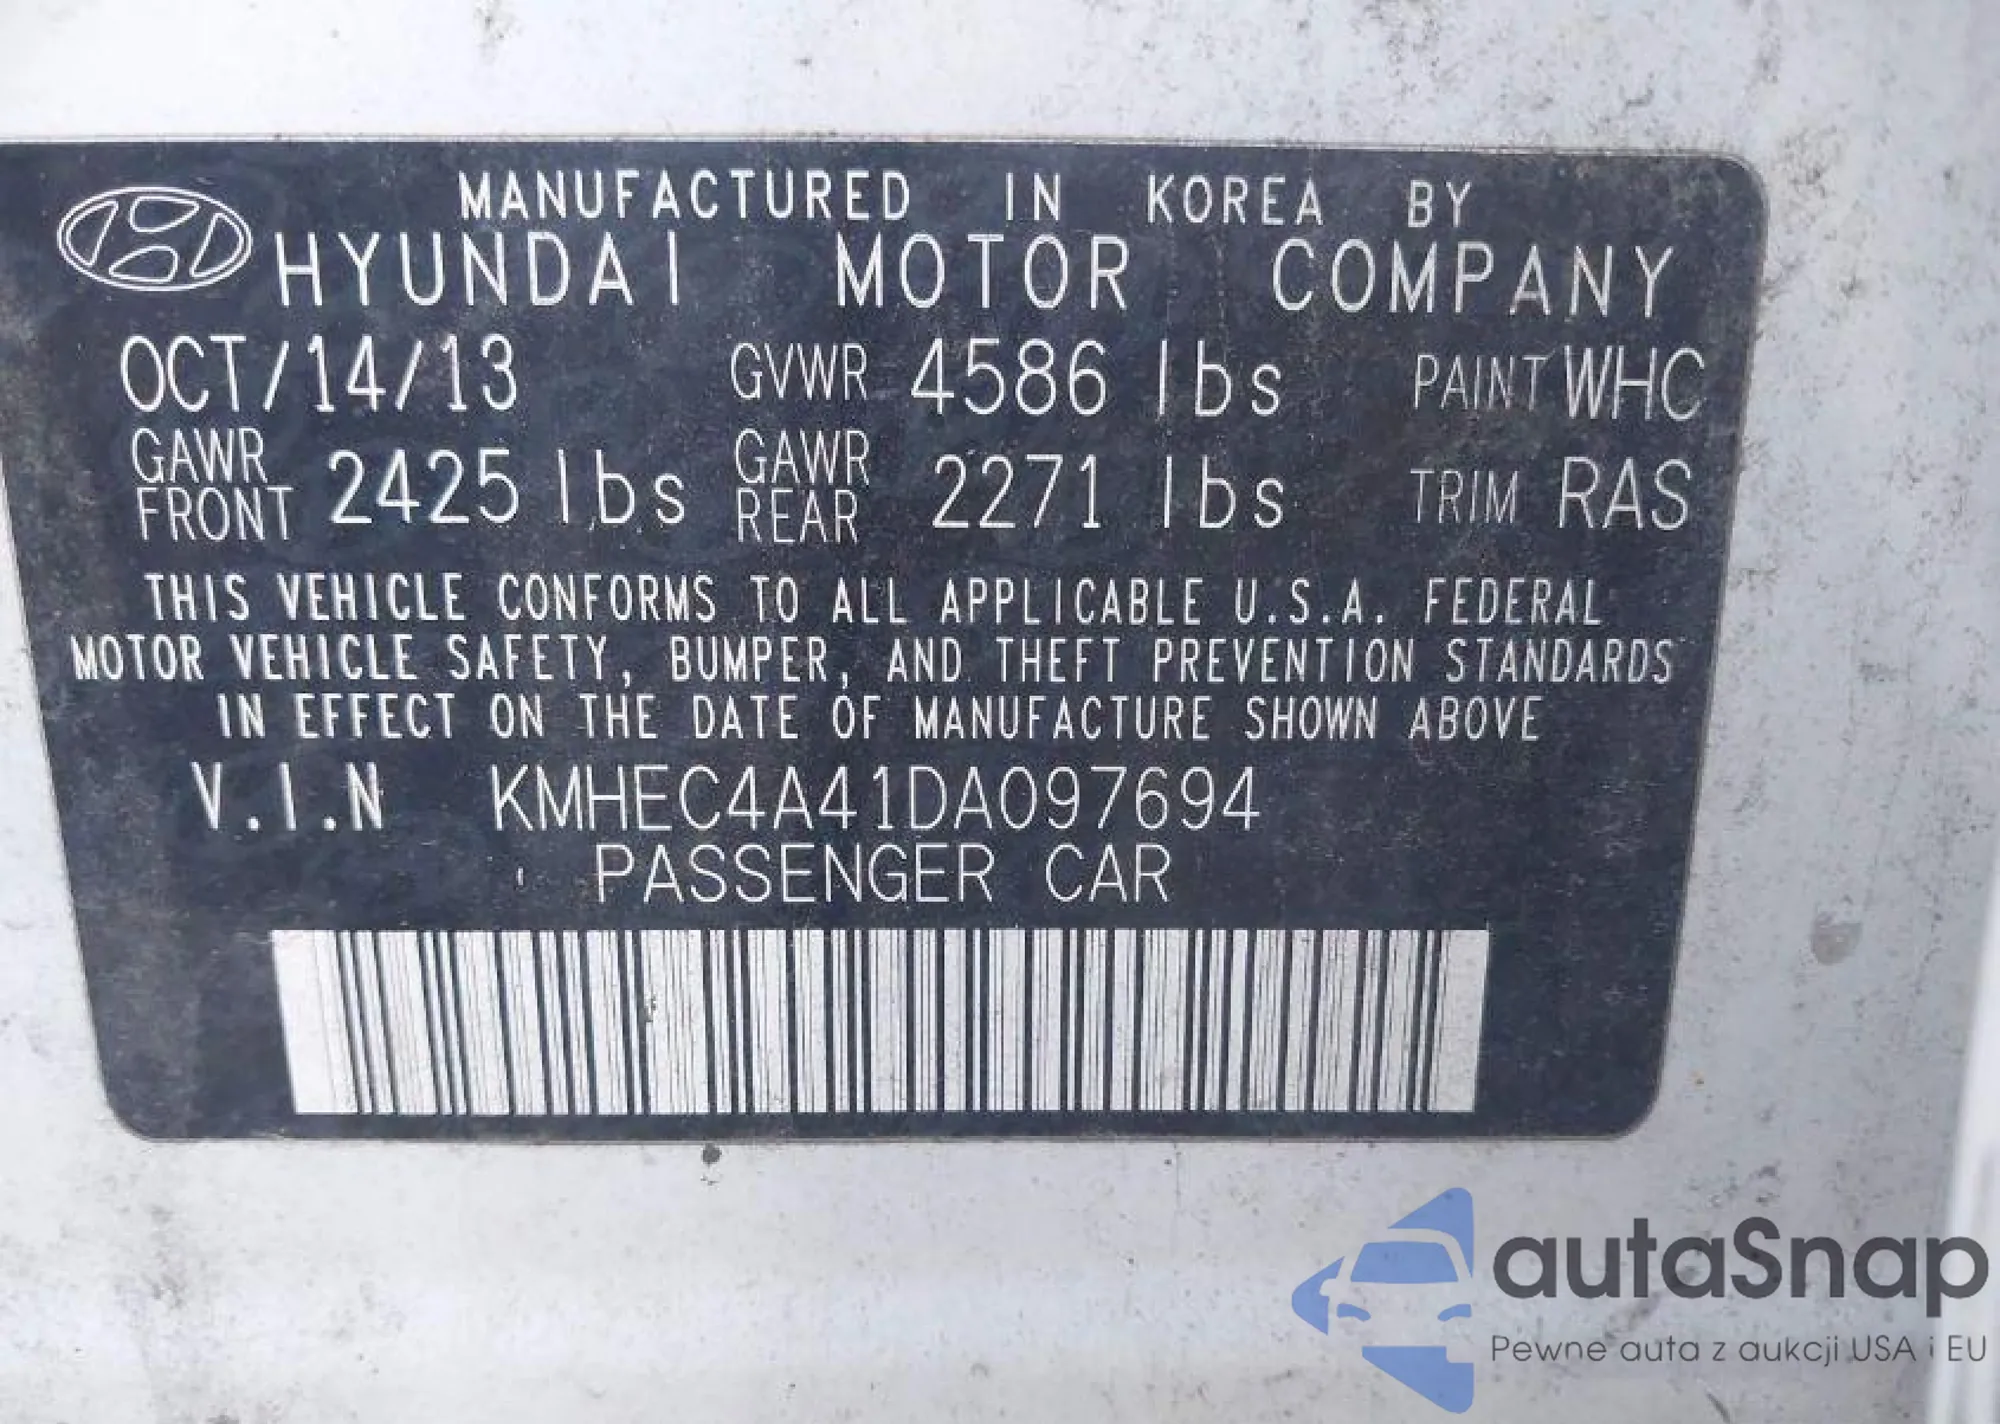 MANUFACTURED IN KOREA BY
HYUNDAI MOTOR COMPANY
OCT/14/13 GVWR 4586 lbs PAINT WHC
GAWR FRONT 2425 lbs GAWR REAR 2271 lbs TRIM RAS
THIS VEHICLE CONFORMS TO ALL APPLICABLE U.S.A. FEDERAL
MOTOR VEHICLE SAFETY, BUMPER, AND THEFT PREVENTION STANDARDS
IN EFFECT ON THE DATE OF MANUFACTURE SHOWN ABOVE
V.I.N KMHEC4A41DA097694
PASSENGER CAR
autaSnap
Pewne auta z aukcji USA i EU